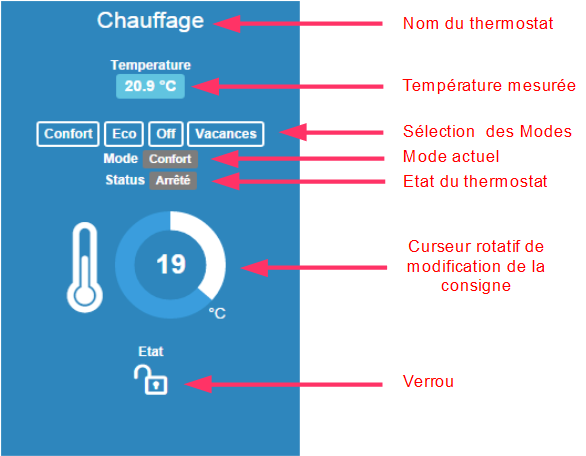 Chauffage
Nom du thermostat
Temperature
20.9 °C
Température mesurée
Confort Eco Off Vacances
Sélection des Modes
Mode Confort
Mode actuel
Status Arrêté
Etat du thermostat
19
°C
Curseur rotatif de
modification de la
consigne
Etat
Verrou